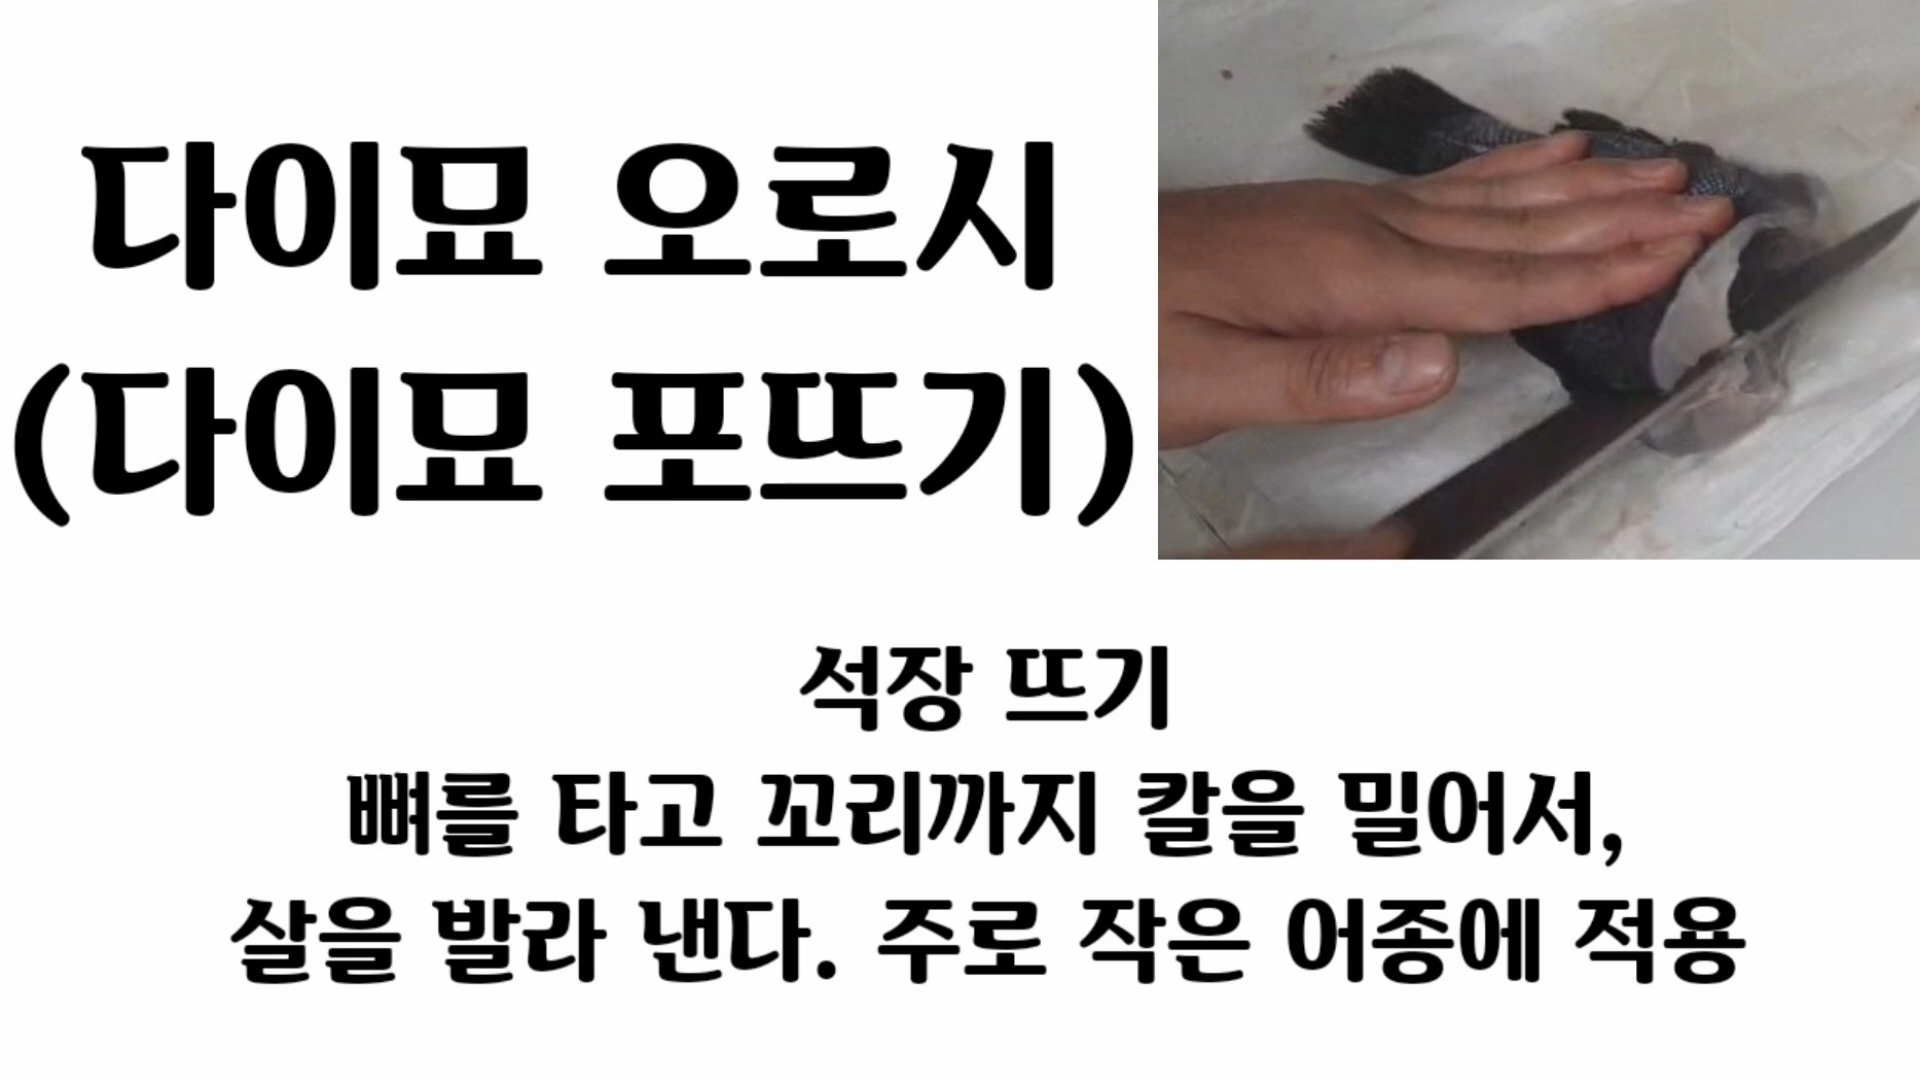 다이묘 오로시
(다이묘 포뜨기)
석장 뜨기
뼈를 타고 꼬리까지 칼을 밀어서,
살을 발라 낸다. 주로 작은 어종에 적용